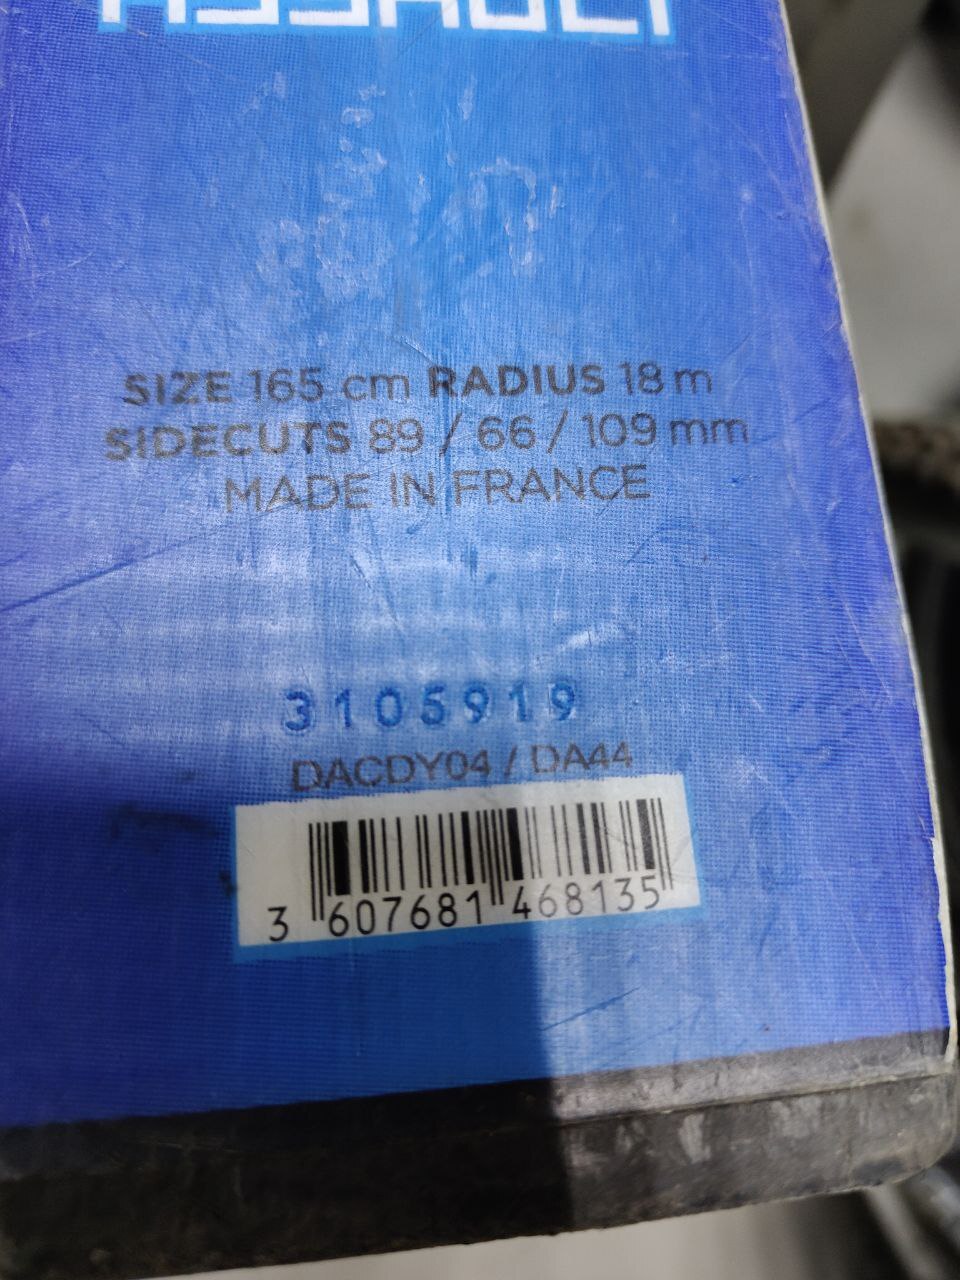 ASSAULT
SIZE 165 cm RADIUS 18 m
SIDECUTS 89 / 66 / 109 mm
MADE IN FRANCE
3105919
DACDY04 / DA44
3 607681 468135